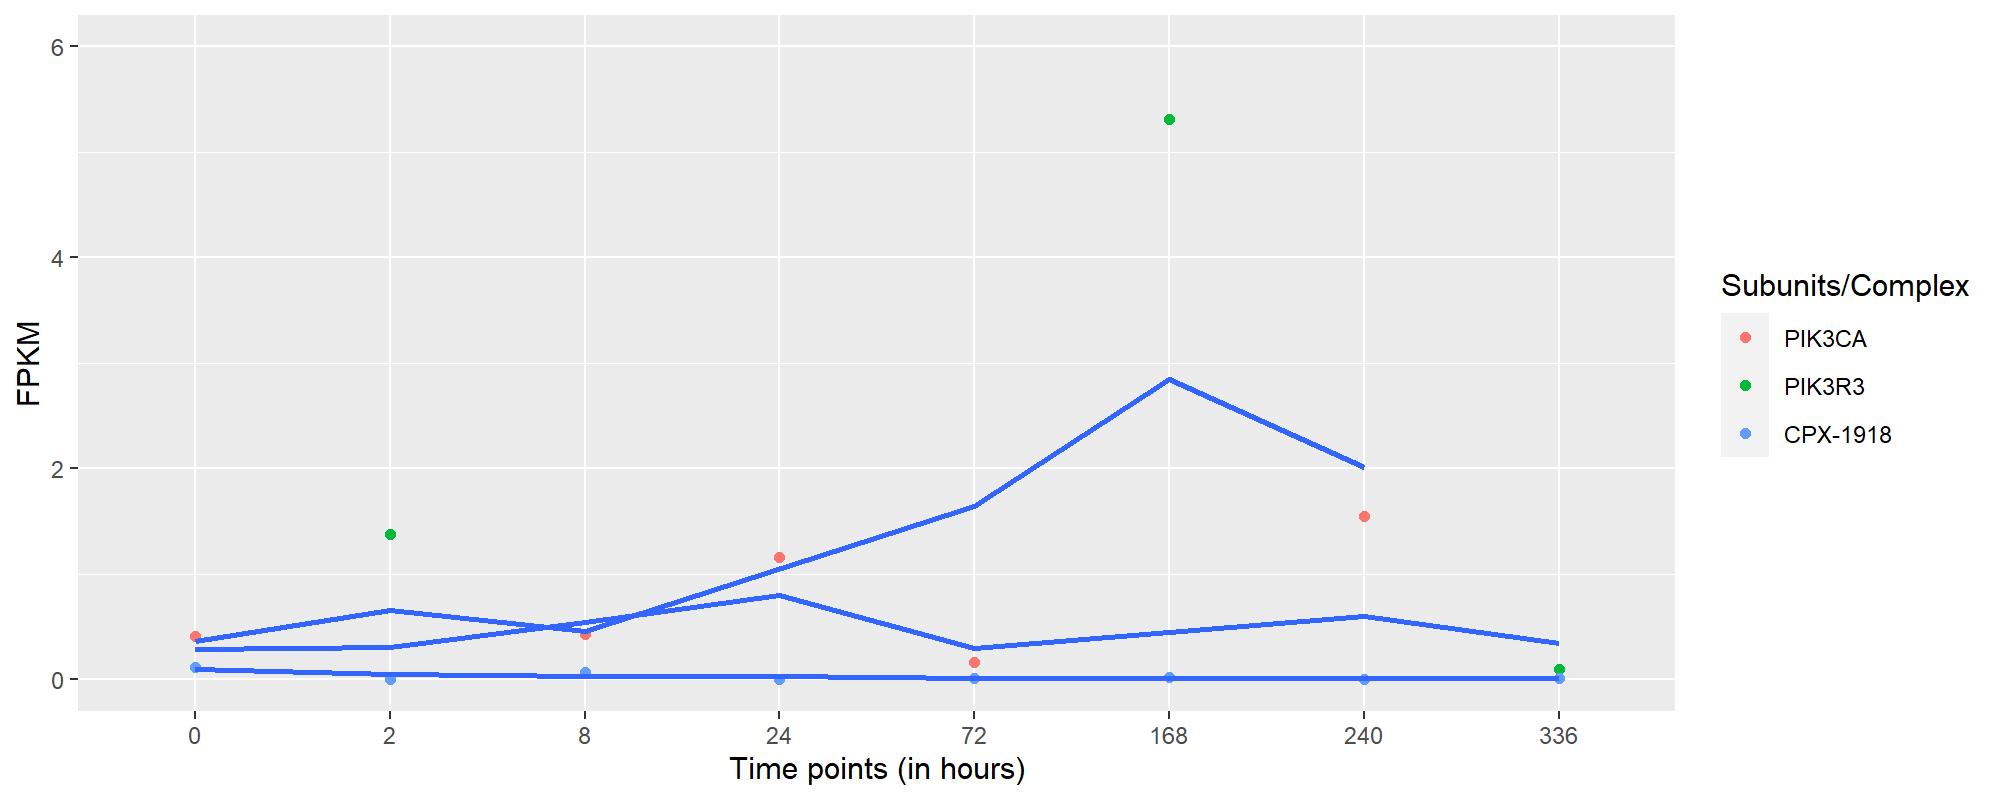 6
4
2
0
FPKM
0 2 8 24 72 168 240 336
Time points (in hours)
Subunits/Complex
PIK3CA
PIK3R3
CPX-1918